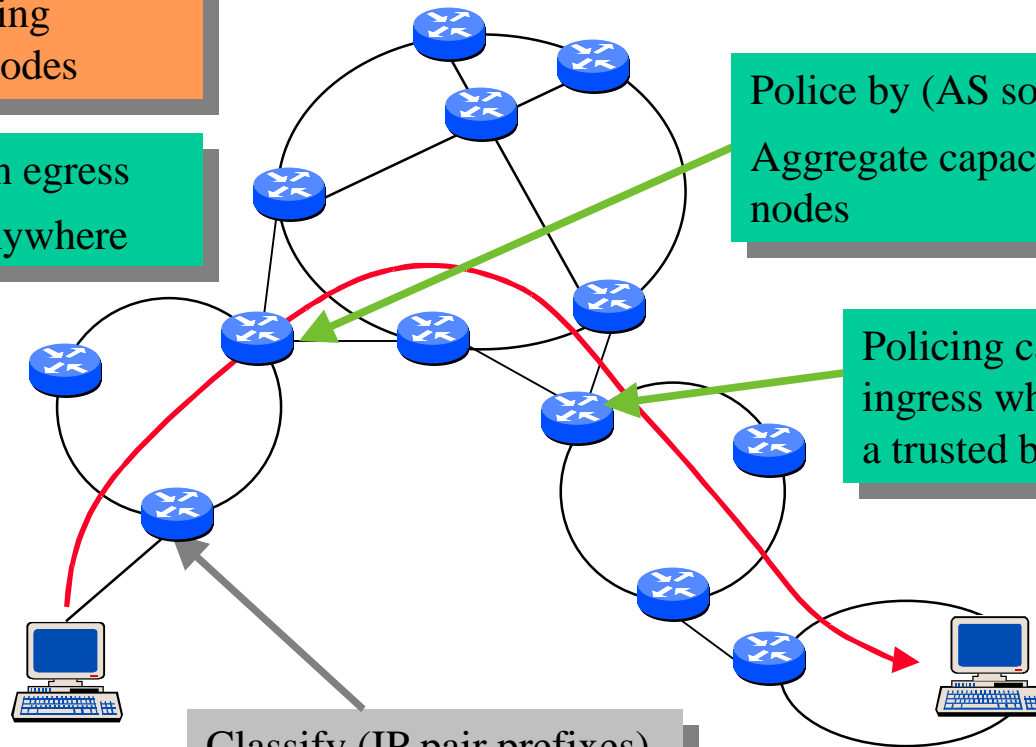 ing
odes
n egress
ywhere
Police by (AS so
Aggregate capac
nodes
Policing ca
ingress wh
a trusted b
Classify (IP pair prefixes)